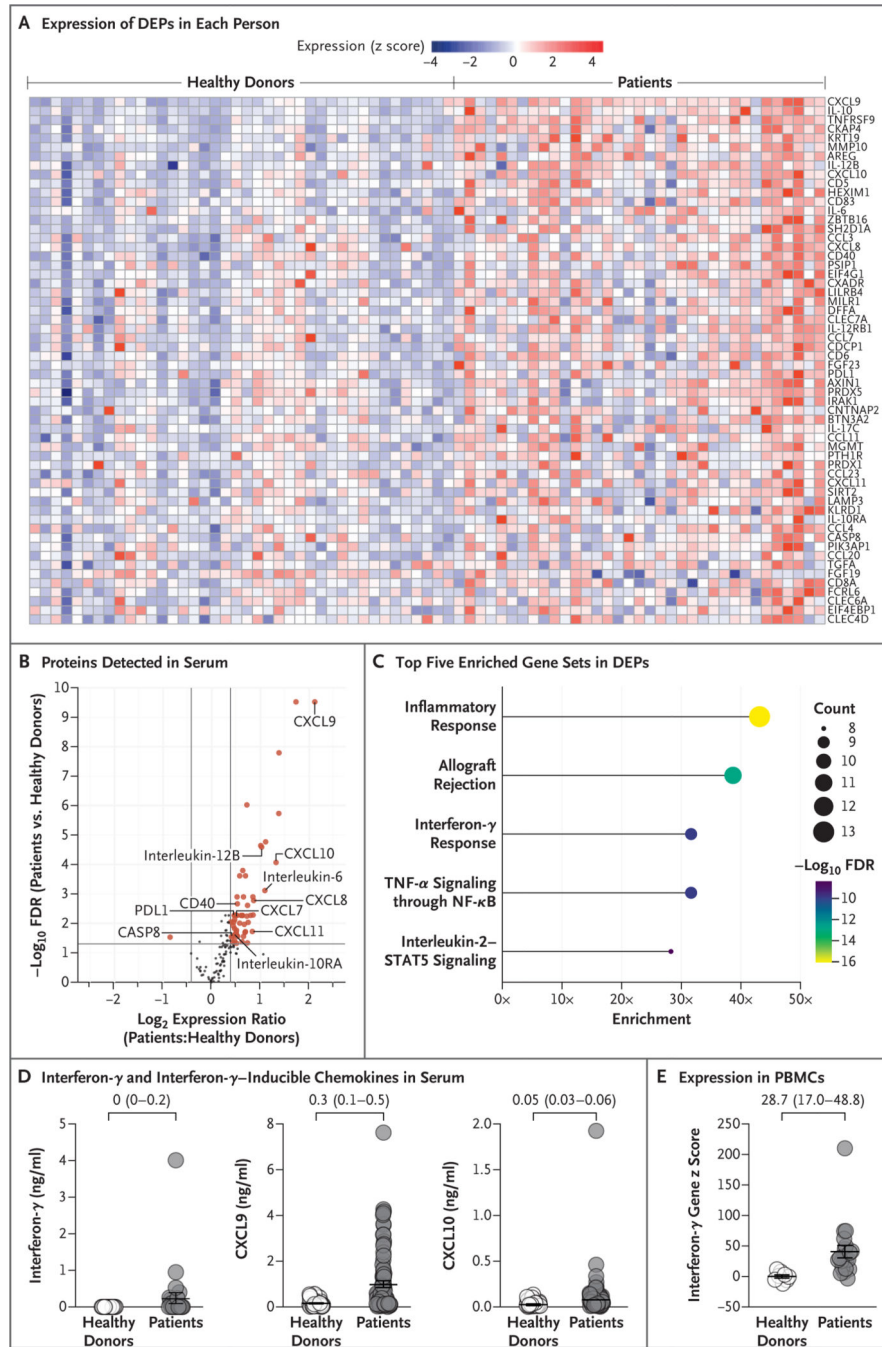 A Expression of DEPs in Each Person
Expression (z score)
−4 −2 0 2 4
Healthy Donors Patients
CXCL9
IL-10
TNFRSF9
CKAP4
KRT19
MMP10
AREG
IL-12B
CXCL10
CD5
HEXIM1
CD83
IL-6
ZBTB16
SH2D1A
CCL3
CXCL8
CD40
PSIP1
EIF4G1
CXADR
LILRB4
MILR1
DFFA
CLEC7A
IL-12RB1
CCL7
CDCP1
CD6
FGF23
PDL1
AXIN1
PRDX5
IRAK1
CNTNAP2
BTN3A2
IL-17C
CCL11
MGMT
PTH1R
PRDX1
CCL23
CXCL11
SIRT2
LAMP3
KLRD1
IL-10RA
CCL4
CASP8
PIK3AP1
CCL20
TGFA
FGF19
CD8A
FCRL6
CLEC6A
EIF4EBP1
CLEC4D
B Proteins Detected in Serum
−Log10 FDR (Patients vs. Healthy Donors)
10
9
8
7
6
5
4
3
2
1
0
CXCL9
Interleukin-12B
CXCL10
Interleukin-6
CD40
CXCL8
PDL1
CXCL7
CASP8
CXCL11
Interleukin-10RA
−2 −1 0 1 2
Log2 Expression Ratio
(Patients:Healthy Donors)
C Top Five Enriched Gene Sets in DEPs
Inflammatory
Response
Allograft
Rejection
Interferon-γ
Response
TNF-α Signaling
through NF-κB
Interleukin-2–
STAT5 Signaling
0× 10× 20× 30× 40× 50×
Enrichment
Count
8
9
10
11
12
13
−Log10 FDR
10
12
14
16
D Interferon-γ and Interferon-γ–Inducible Chemokines in Serum
0 (0–0.2)
Interferon-γ (ng/ml)
5
4
3
2
1
0
Healthy
Donors
Patients
0.3 (0.1–0.5)
CXCL9 (ng/ml)
8
6
4
2
0
Healthy
Donors
Patients
0.05 (0.03–0.06)
CXCL10 (ng/ml)
2.0
1.5
1.0
0.5
0.0
Healthy
Donors
Patients
E Expression in PBMCs
28.7 (17.0–48.8)
Interferon-γ Gene z Score
250
200
150
100
50
0
−50
Healthy
Donors
Patients